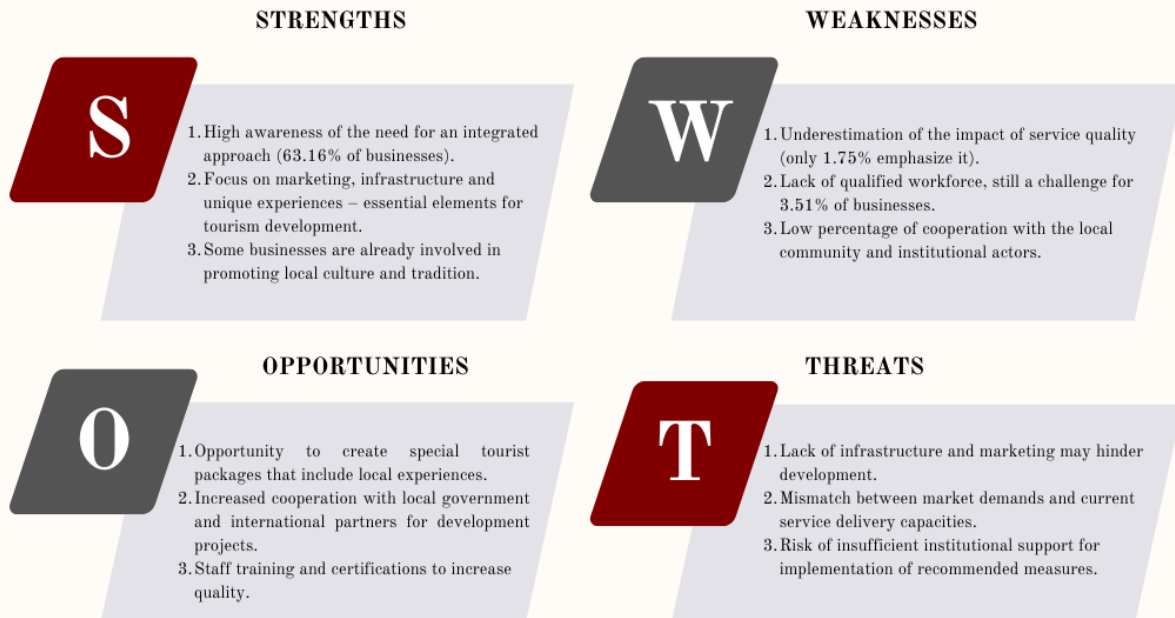 STRENGTHS
S
1. High awareness of the need for an integrated
approach (63.16% of businesses).
2. Focus on marketing, infrastructure and
unique experiences – essential elements for
tourism development.
3. Some businesses are already involved in
promoting local culture and tradition.
WEAKNESSES
W
1. Underestimation of the impact of service quality
(only 1.75% emphasize it).
2. Lack of qualified workforce, still a challenge for
3.51% of businesses.
3. Low percentage of cooperation with the local
community and institutional actors.
OPPORTUNITIES
O
1. Opportunity to create special tourist
packages that include local experiences.
2. Increased cooperation with local government
and international partners for development
projects.
3. Staff training and certifications to increase
quality.
THREATS
T
1. Lack of infrastructure and marketing may hinder
development.
2. Mismatch between market demands and current
service delivery capacities.
3. Risk of insufficient institutional support for
implementation of recommended measures.